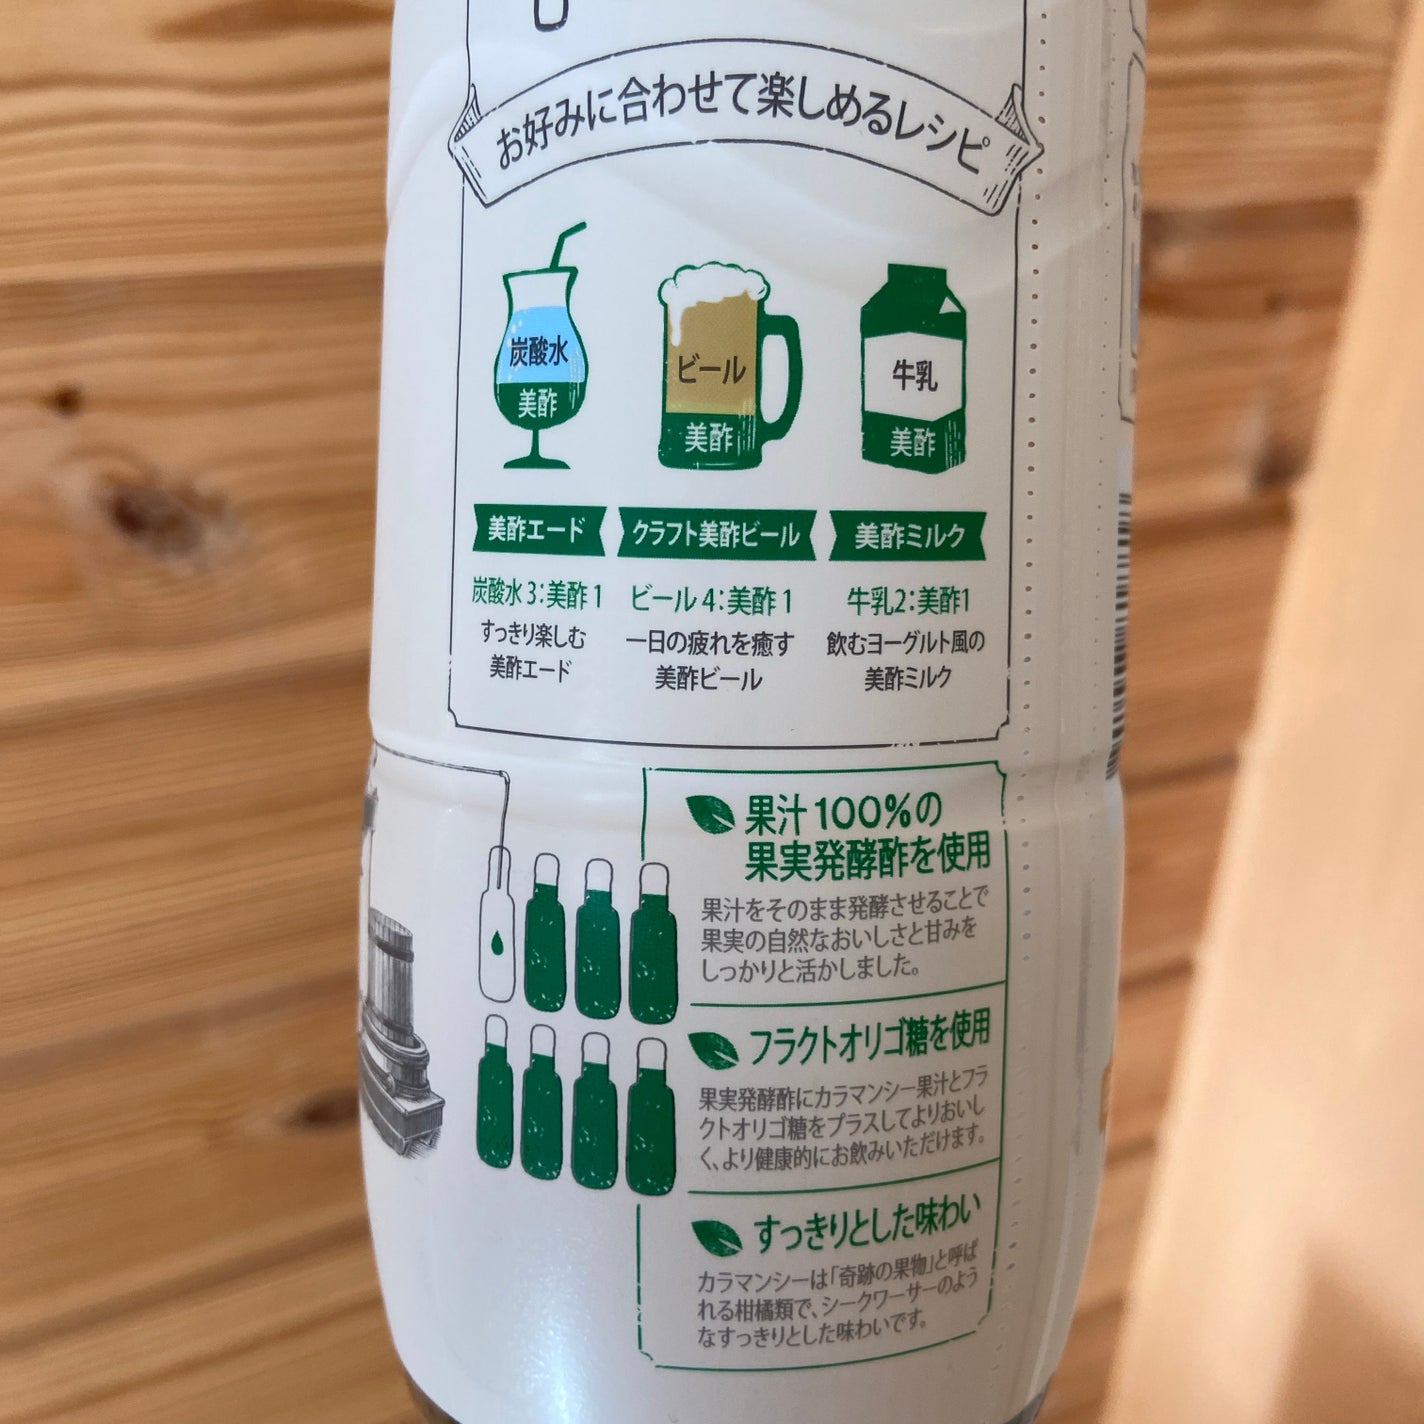 お好みに合わせて楽しめるレシピ
炭酸水
美酢
ビール
美酢
牛乳
美酢
美酢エード
クラフト美酢ビール
美酢ミルク
炭酸水3:美酢1
すっきり楽しむ
美酢エード
ビール4:美酢1
一日の疲れを癒す
美酢ビール
牛乳2:美酢1
飲むヨーグルト風の
美酢ミルク
果汁100%の
果実発酵酢を使用
果汁をそのまま発酵させることで
果実の自然なおいしさと甘みを
しっかりと活かしました。
フラクトオリゴ糖を使用
果実発酵酢にカラマンシー果汁とフラ
クトオリゴ糖をプラスしてよりおいし
く、より健康的にお飲みいただけます。
すっきりとした味わい
カラマンシーは「奇跡の果物」と呼ば
れる柑橘類で、シークワーサーのよう
なすっきりとした味わいです。